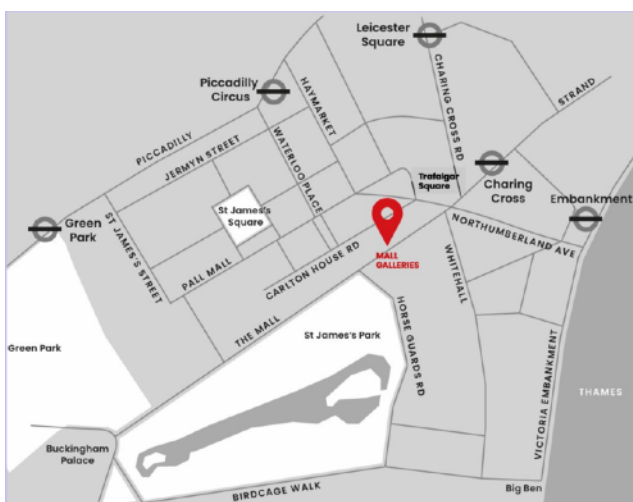 Leicester
Square
Piccadilly
Circus
HAYMARKET
CHARING CROSS RD
STRAND
PICCADILLY
JERMYN STREET
WATERLOO PLACE
Trafalgar
Square
Charing
Cross
Embankment
Green
Park
ST JAMES'S STREET
St James's
Square
NORTHUMBERLAND AVE
PALL MALL
CARLTON HOUSE RD
MALL
GALLERIES
WHITEHALL
THE MALL
St James's Park
HORSE GUARDS RD
Green Park
VICTORIA EMBANKMENT
THAMES
Buckingham
Palace
BIRDCAGE WALK
Big Ben